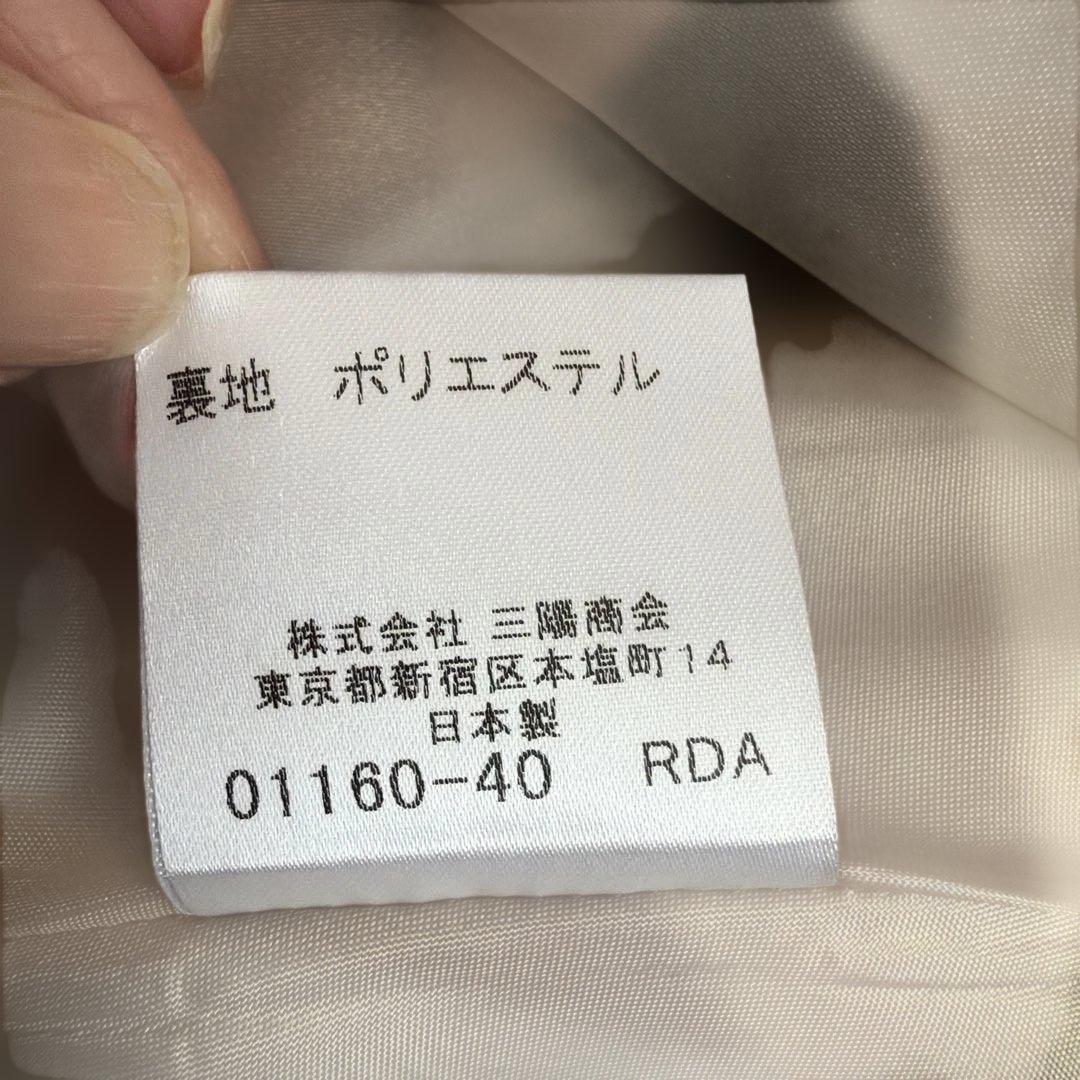 裏地　ポリエステル
株式会社 三陽商会
東京都新宿区本塩町14
日本製
01160-40　RDA